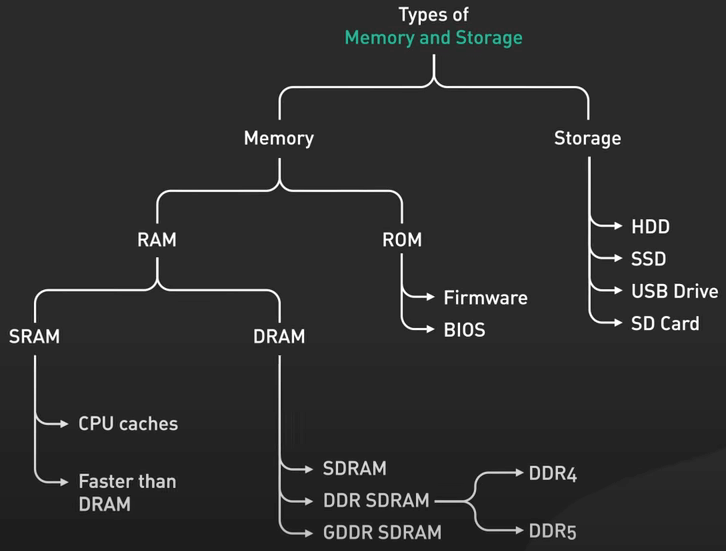 Types of
Memory and Storage
Memory
Storage
RAM
ROM
HDD
SSD
USB Drive
SD Card
Firmware
BIOS
SRAM
DRAM
CPU caches
Faster than
DRAM
SDRAM
DDR SDRAM
GDDR SDRAM
DDR4
DDR5